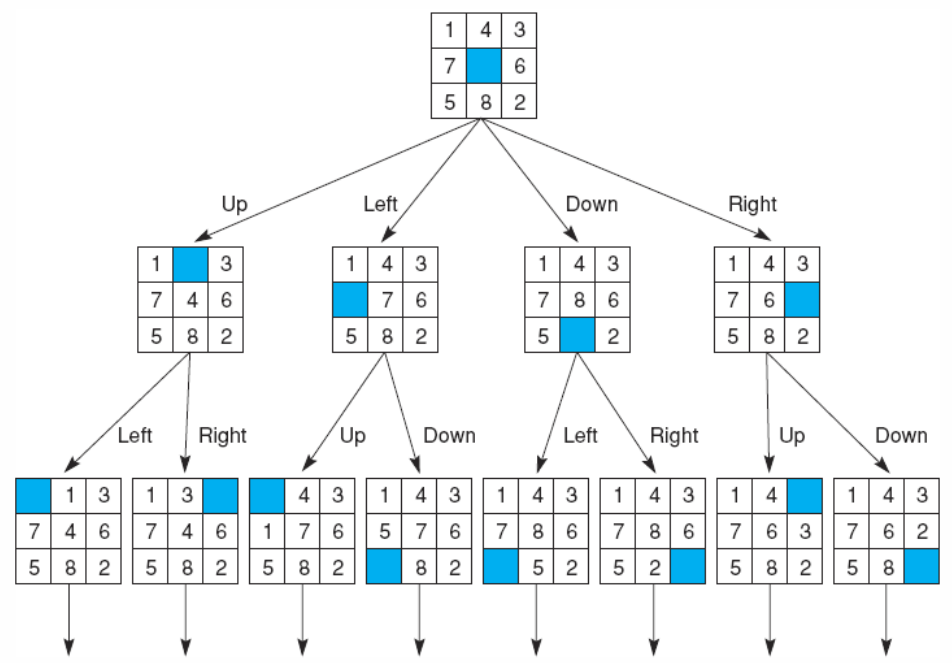 1 4 3
7 6
5 8 2
Up Left Down Right
1 3 1 4 3 1 4 3 1 4 3
7 4 6 7 6 7 8 6 7 6
5 8 2 5 8 2 5 2 5 8 2
Left Right Up Down Left Right Up Down
1 3 1 3 4 3 1 4 3 1 4 3 1 4 3 1 4 1 4 3
7 4 6 7 4 6 1 7 6 5 7 6 7 8 6 7 8 6 7 6 3 7 6 2
5 8 2 5 8 2 5 8 2 8 2 5 2 5 2 5 8 2 5 8